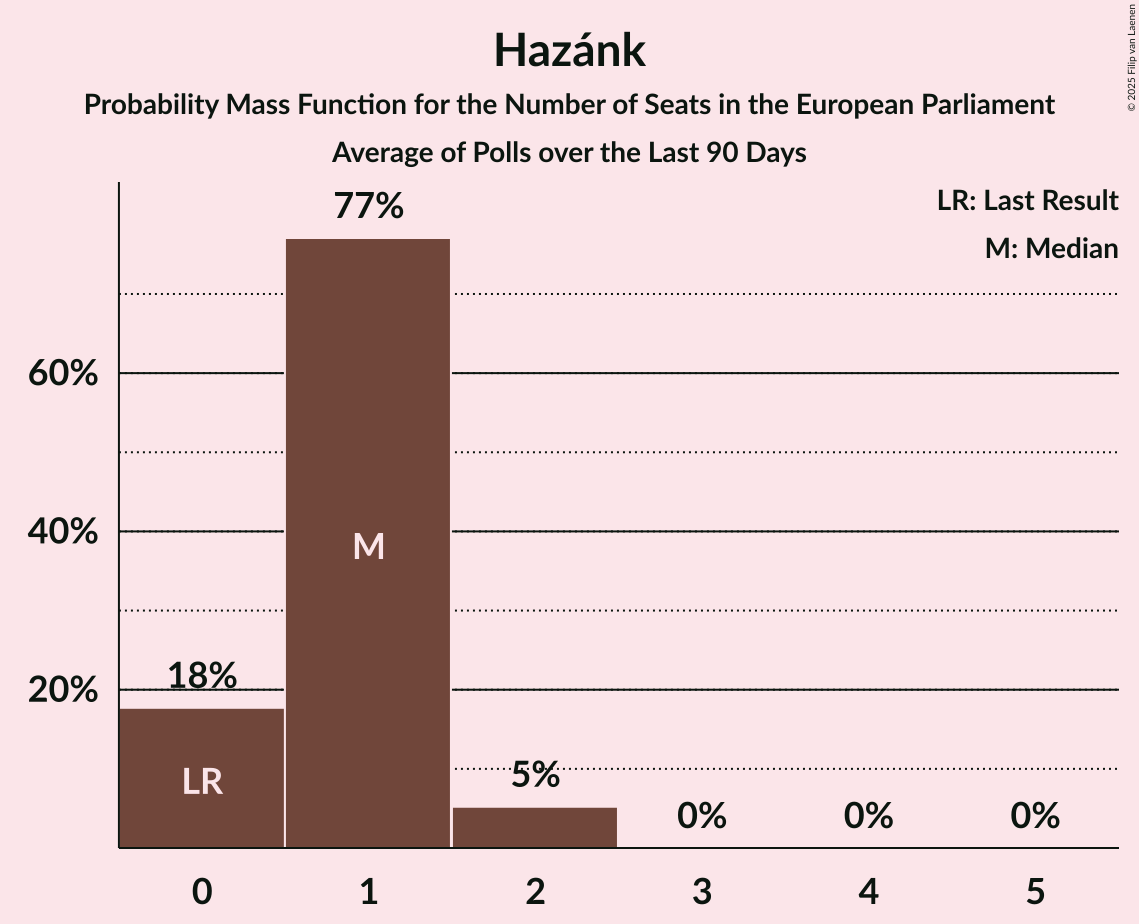 Hazánk
Probability Mass Function for the Number of Seats in the European Parliament
Average of Polls over the Last 90 Days
© 2025 Filip van Laenen
LR: Last Result
M: Median
77%
60%
40%
M
18%
20%
LR
5%
0%
0%
0%
0
1
2
3
4
5